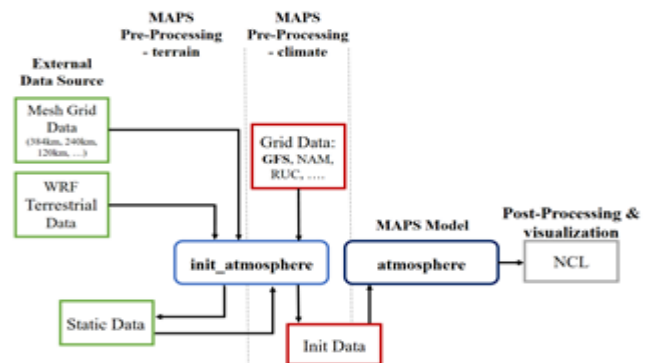 MAPS
Pre-Processing
- terrain
MAPS
Pre-Processing
- climate
External
Data Source
Mesh Grid
Data
(384km, 240km,
120km, ...)
Grid Data:
GFS, NAM,
RUC, ....
WRF
Terrestrial
Data
MAPS Model
Post-Processing &
visualization
init_atmosphere
atmosphere
NCL
Static Data
Init Data